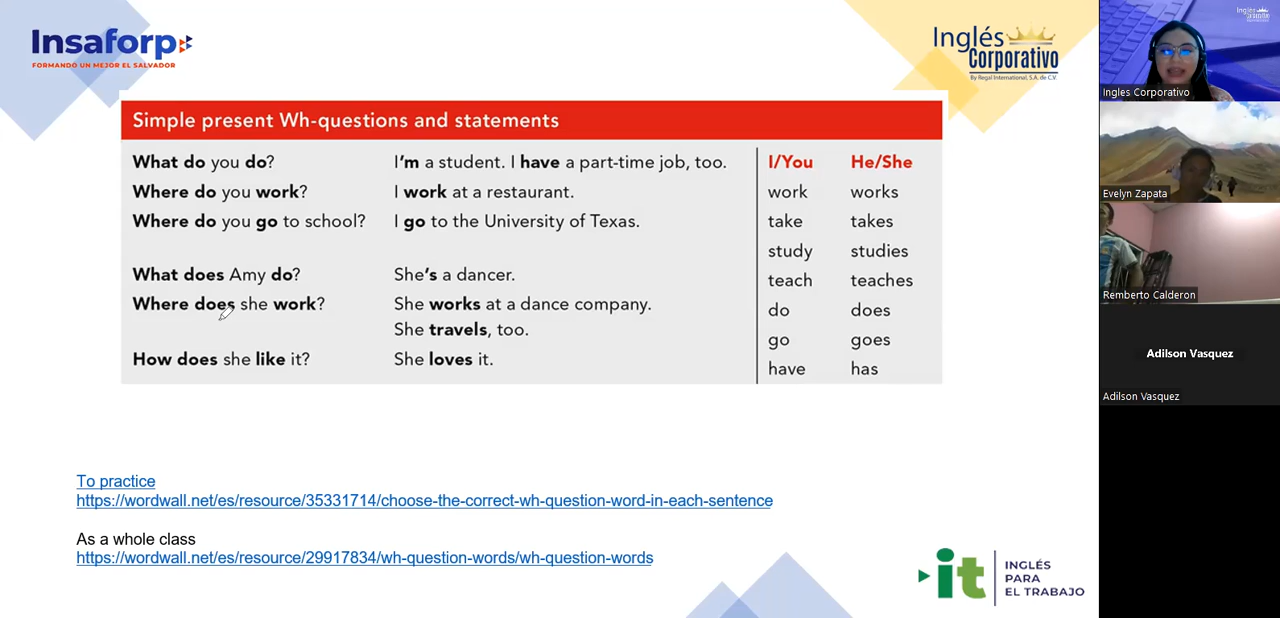 Insaforp
FORMANDO UN MEJOR EL SALVADOR
Inglés
Corporativo
By Regal International, S.A. de C.V.
Simple present Wh-questions and statements
What do you do? I'm a student. I have a part-time job, too.
Where do you work? I work at a restaurant.
Where do you go to school? I go to the University of Texas.
What does Amy do? She's a dancer.
Where does she work? She works at a dance company.
She travels, too.
How does she like it? She loves it.
I/You He/She
work works
take takes
study studies
teach teaches
do does
go goes
have has
To practice
https://wordwall.net/es/resource/35331714/choose-the-correct-wh-question-word-in-each-sentence
As a whole class
https://wordwall.net/es/resource/29917834/wh-question-words/wh-question-words
it
INGLÉS
PARA
EL TRABAJO
Inglés
Ingles Corporativo
Evelyn Zapata
Remberto Calderon
Adilson Vasquez
Adilson Vasquez